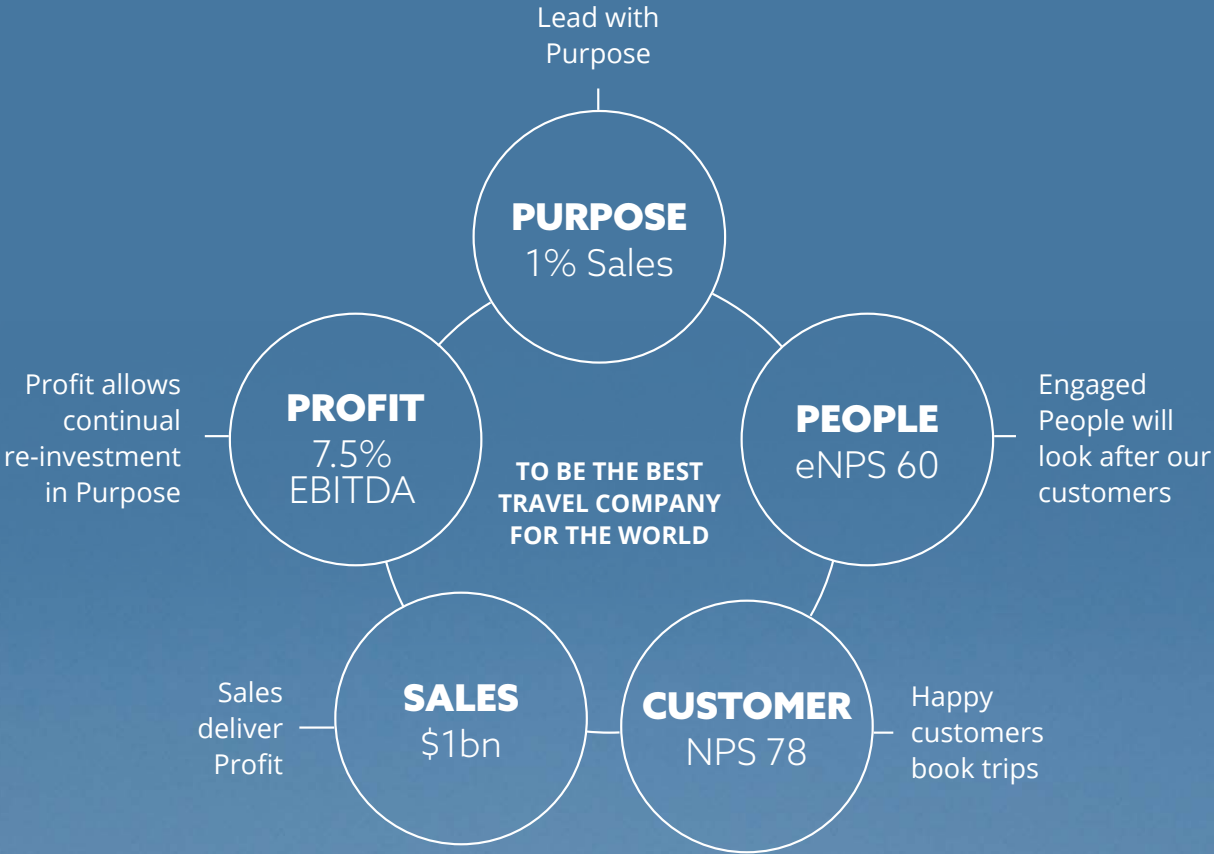 Lead with
Purpose
PURPOSE
1% Sales
PEOPLE
eNPS 60
Engaged
People will
look after our
customers
CUSTOMER
NPS 78
Happy
customers
book trips
SALES
$1bn
Sales
deliver
Profit
PROFIT
7.5%
EBITDA
Profit allows
continual
re-investment
in Purpose
TO BE THE BEST
TRAVEL COMPANY
FOR THE WORLD